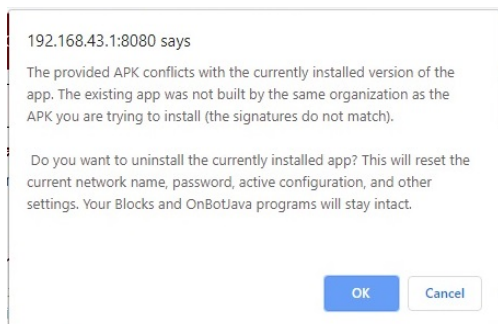 192.168.43.1:8080 says
The provided APK conflicts with the currently installed version of the
app. The existing app was not built by the same organization as the
APK you are trying to install (the signatures do not match).
Do you want to uninstall the currently installed app? This will reset the
current network name, password, active configuration, and other
settings. Your Blocks and OnBotJava programs will stay intact.
OK
Cancel